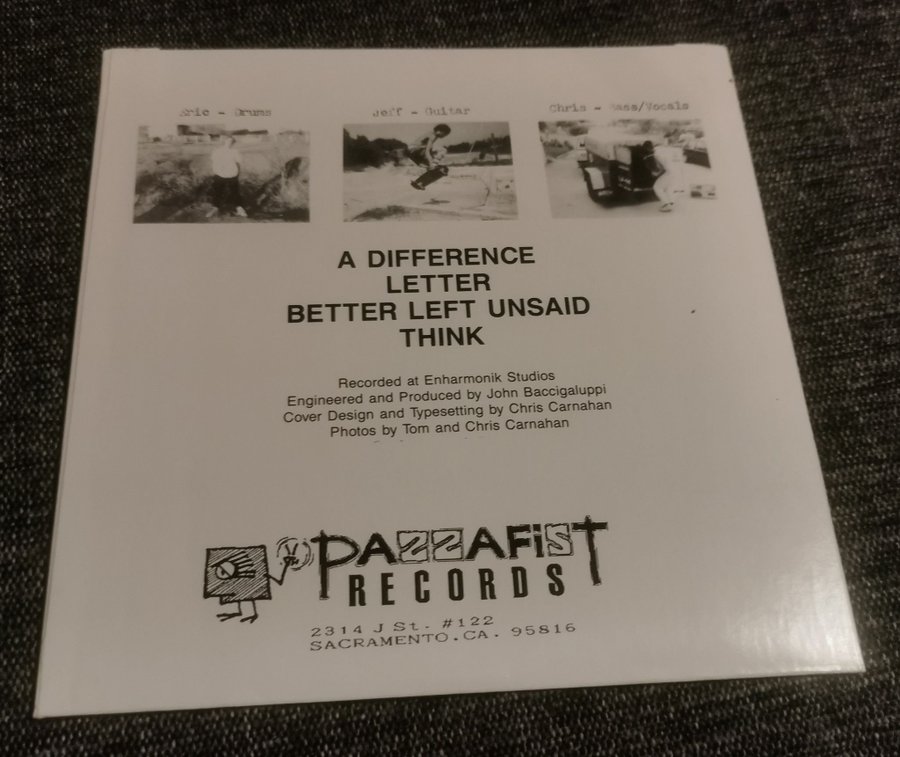 Eric - Drums
Jeff - Guitar
Chris - Bass/Vocals
A DIFFERENCE
LETTER
BETTER LEFT UNSAID
THINK
Recorded at Enharmonik Studios
Engineered and Produced by John Baccigaluppi
Cover Design and Typesetting by Chris Carnahan
Photos by Tom and Chris Carnahan
PAZZAFiST
RECORDS
2314 J St. #122
SACRAMENTO.CA. 95816